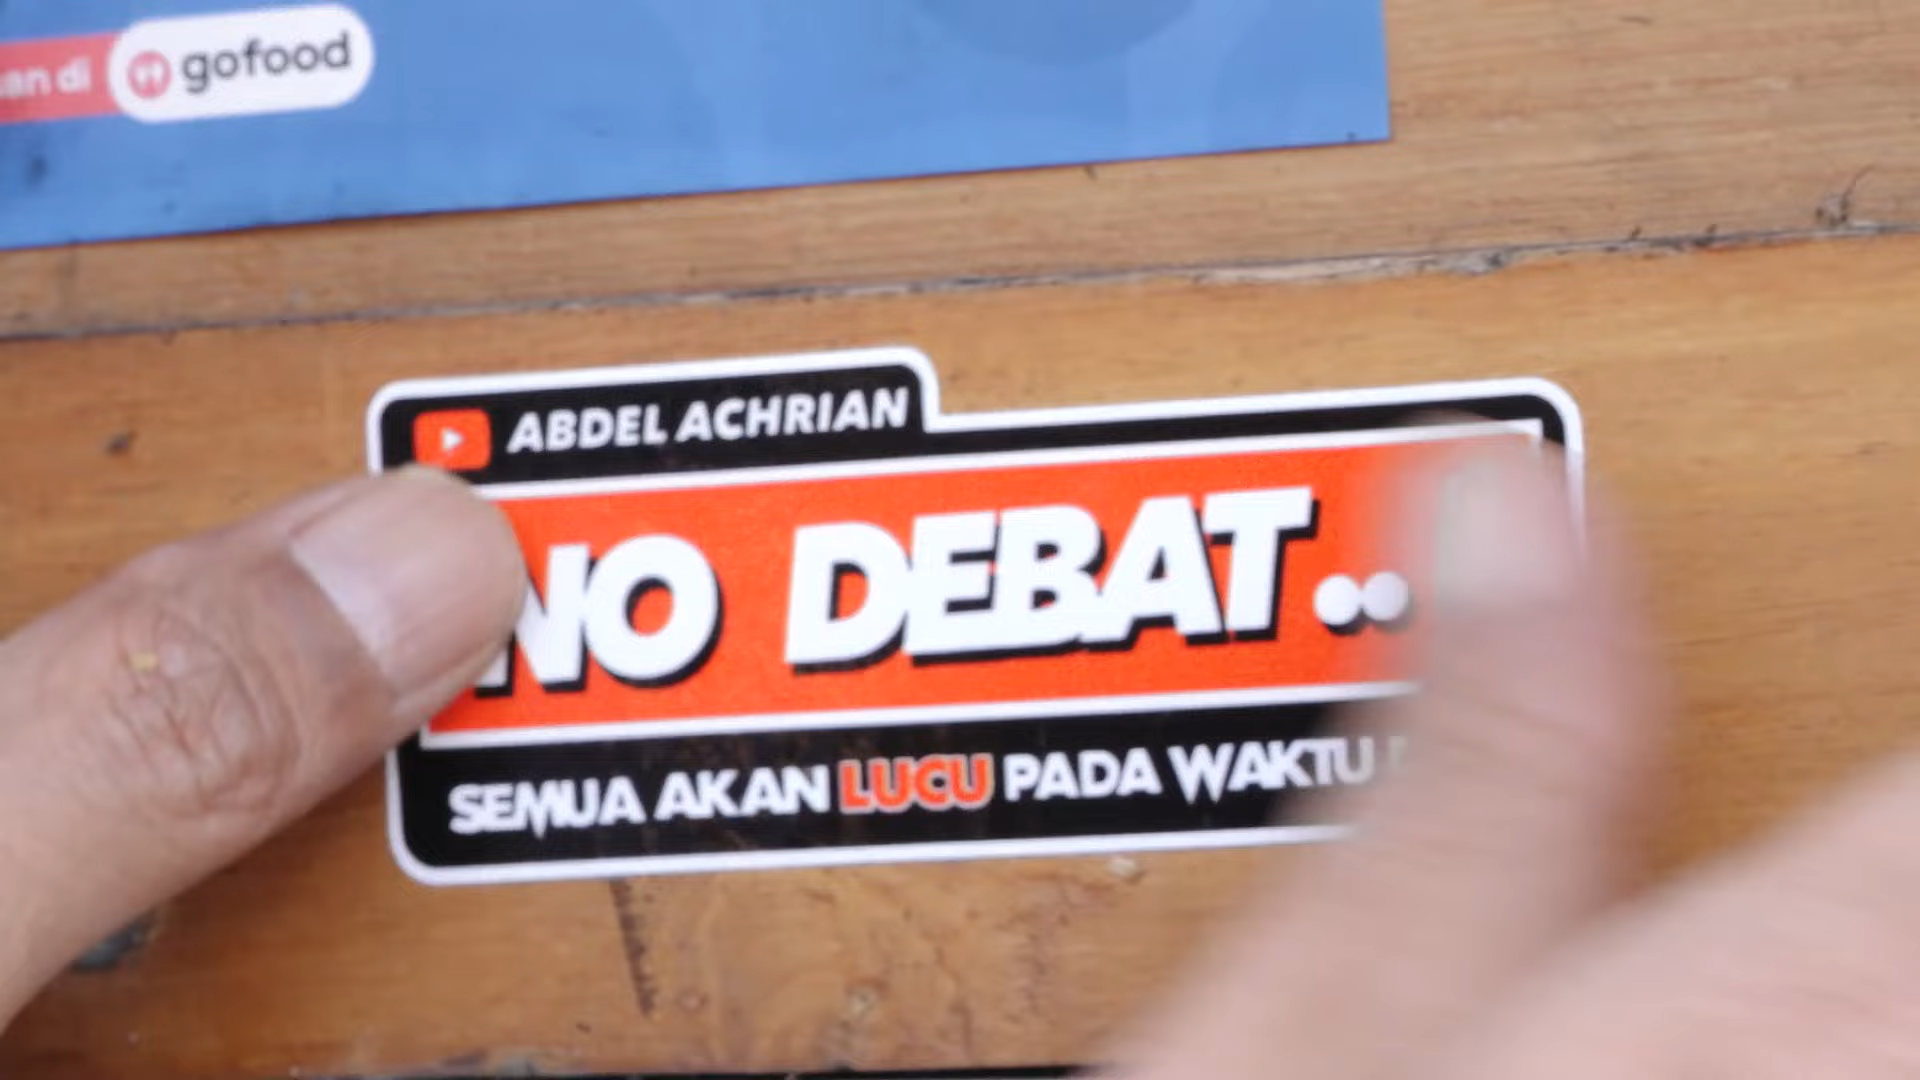 an di gofood
ABDEL ACHRIAN
NO DEBAT..
SEMUA AKAN LUCU PADA WAKTU